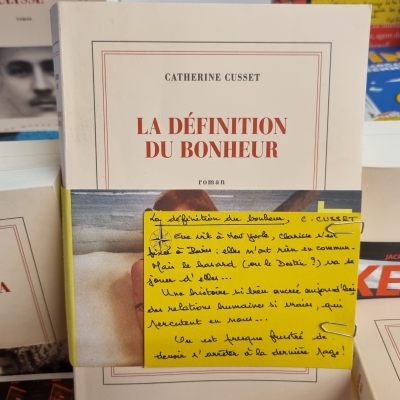 roman
CATHERINE CUSSET
LA DÉFINITION
DU BONHEUR
roman
La définition du bonheur, C. CUSSET
Eve vit à New York, Clarisse s'est
fixée à Paris : elles n'ont rien en commun.
Mais le hasard (ou le Destin ?) va se
jouer d'elles...
Une histoire si bien ancrée aujourd'hui,
des relations humaines si vraies, qui
percutent en nous...
On est presque frustré de
devoir s'arrêter à la dernière page !